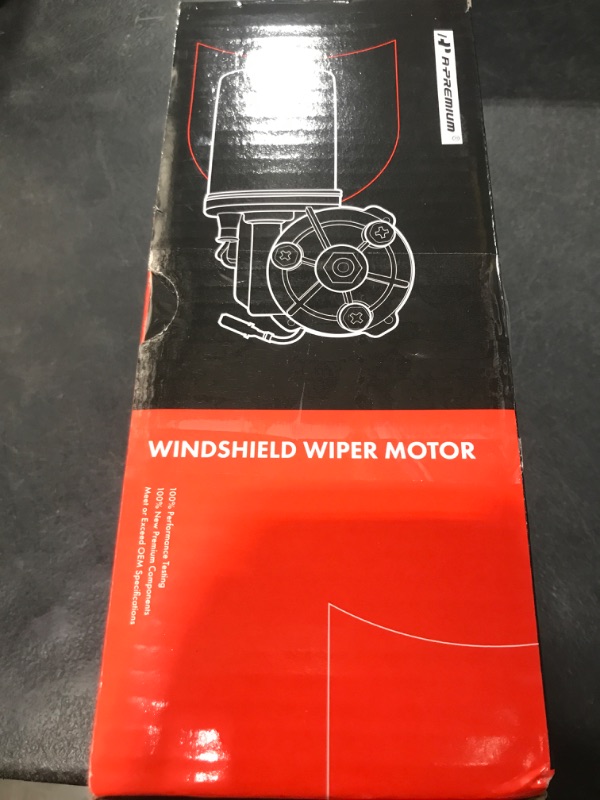 A-PREMIUM
WINDSHIELD WIPER MOTOR
100% Performance Testing
100% New Premium Components
Meet or Exceed OEM Specifications